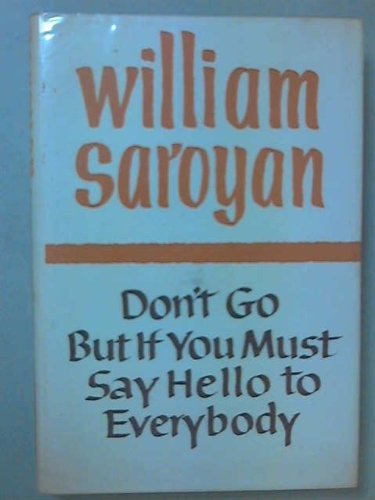 william
saroyan
Don't Go
But If You Must
Say Hello to
Everybody